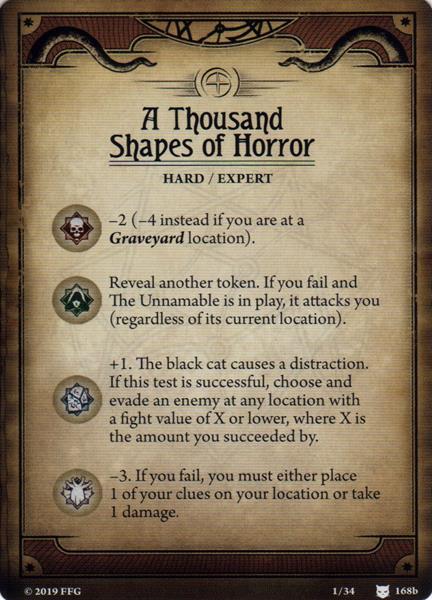 A Thousand
Shapes of Horror
HARD / EXPERT
–2 (–4 instead if you are at a
Graveyard location).
Reveal another token. If you fail and
The Unnamable is in play, it attacks you
(regardless of its current location).
+1. The black cat causes a distraction.
If this test is successful, choose and
evade an enemy at any location with
a fight value of X or lower, where X is
the amount you succeeded by.
–3. If you fail, you must either place
1 of your clues on your location or take
1 damage.
© 2019 FFG 1/34 168b